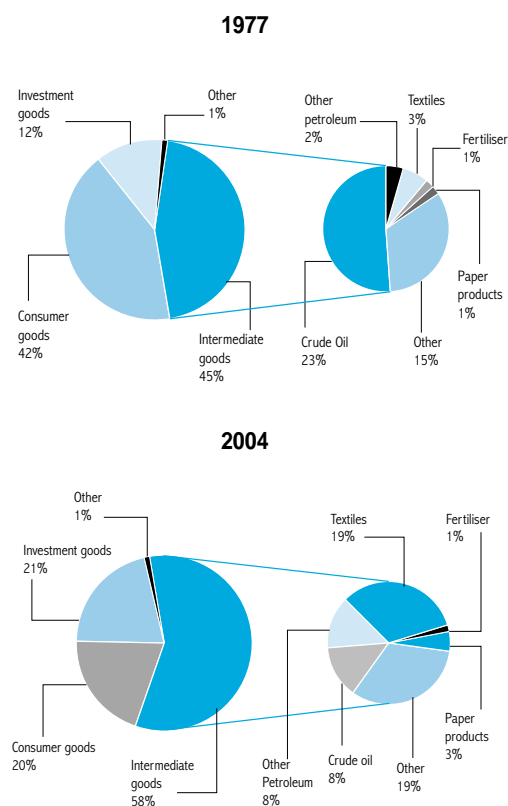 1977
Investment
goods
12%
Other
1%
Other
petroleum
2%
Textiles
3%
Fertiliser
1%
Consumer
goods
42%
Intermediate
goods
45%
Crude Oil
23%
Other
15%
Paper
products
1%
2004
Other
1%
Investment goods
21%
Textiles
19%
Fertiliser
1%
Consumer goods
20%
Intermediate
goods
58%
Other
Petroleum
8%
Crude oil
8%
Other
19%
Paper
products
3%